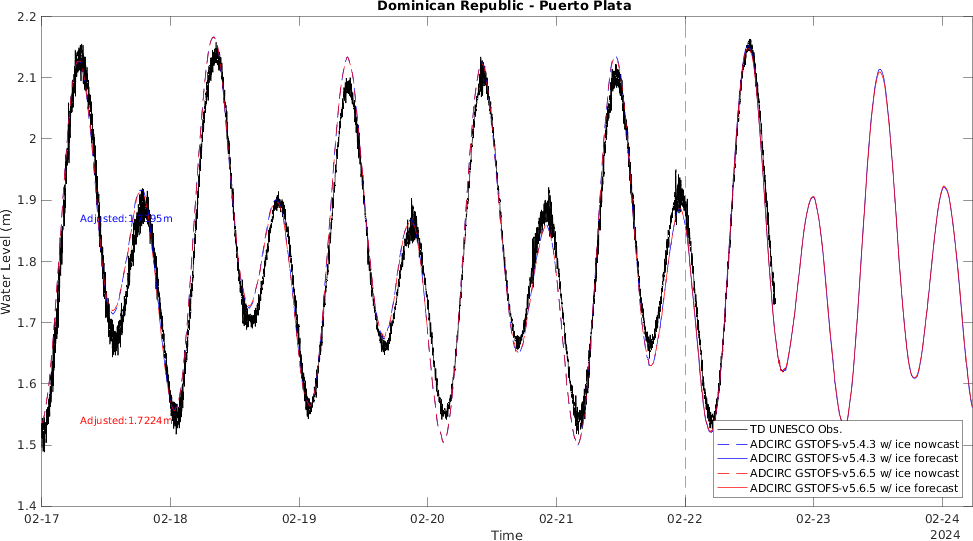 Dominican Republic - Puerto Plata
Water Level (m)
2.2
2.1
2
1.9
1.8
1.7
1.6
1.5
1.4
Adjusted:1.7224m
TD UNESCO Obs.
ADCIRC GSTOFS-v5.4.3 w/ ice nowcast
ADCIRC GSTOFS-v5.4.3 w/ ice forecast
ADCIRC GSTOFS-v5.6.5 w/ ice nowcast
ADCIRC GSTOFS-v5.6.5 w/ ice forecast
02-17
02-18
02-19
02-20
02-21
02-22
02-23
02-24
2024
Time